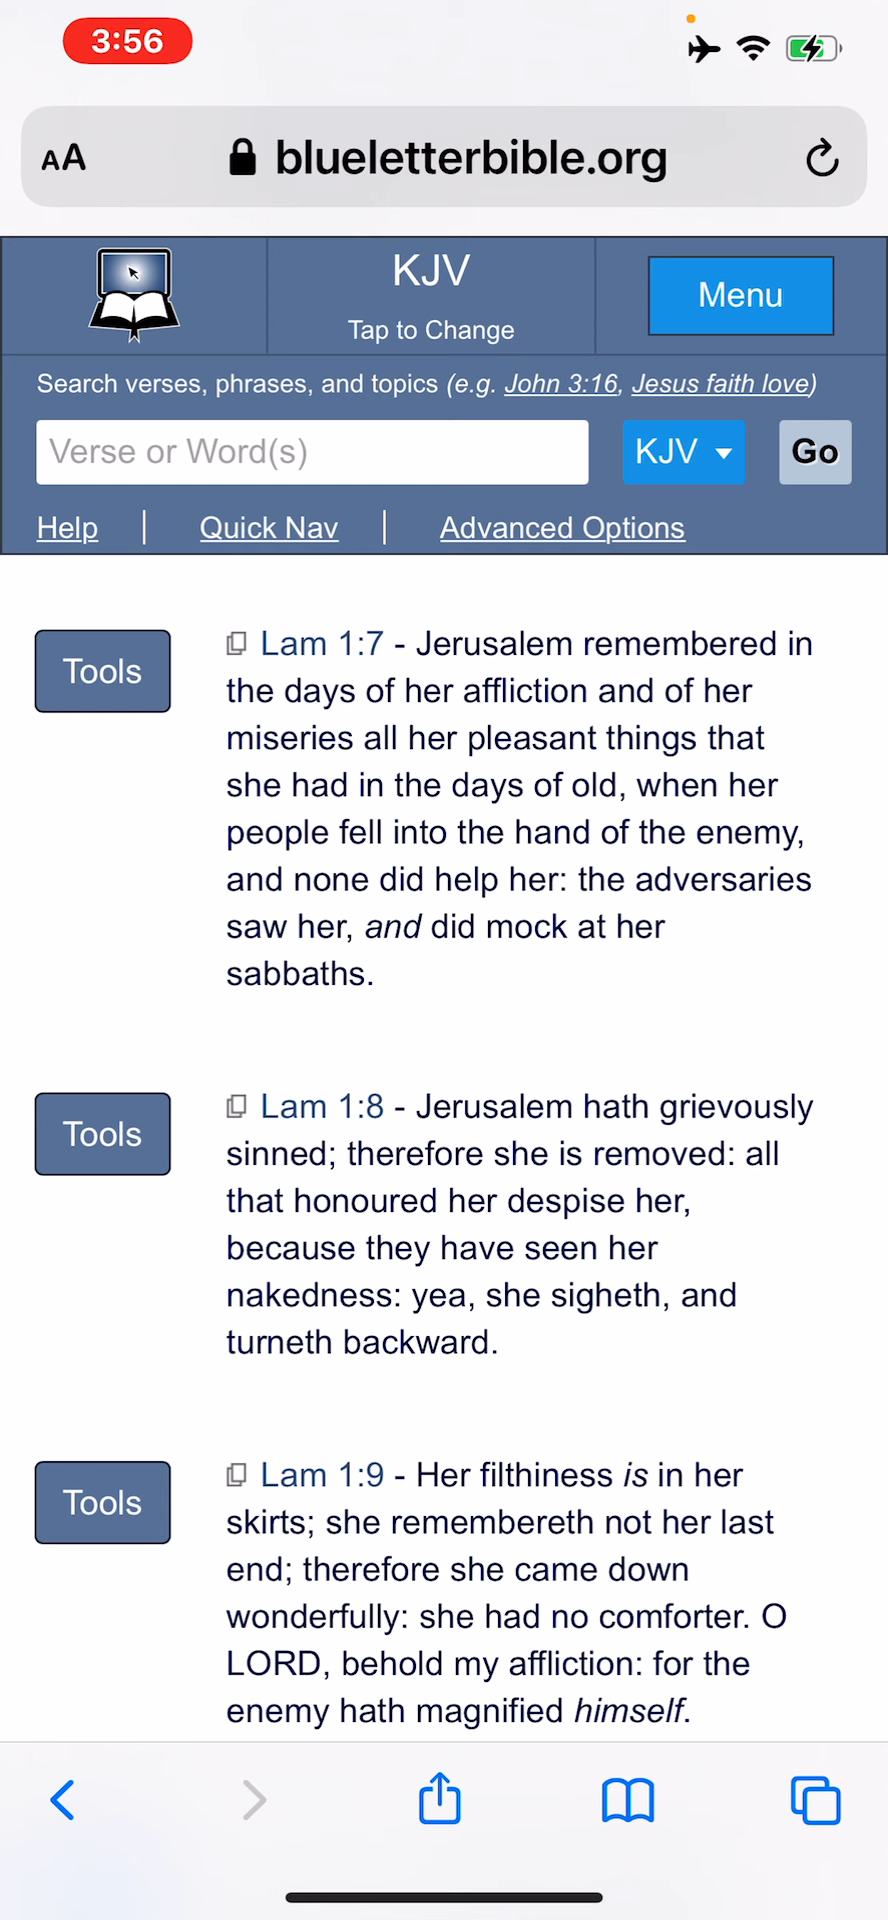 3:56
AA blueletterbible.org
KJV
Tap to Change
Menu
Search verses, phrases, and topics (e.g. John 3:16, Jesus faith love)
Verse or Word(s) KJV Go
Help | Quick Nav | Advanced Options
Tools
Lam 1:7 - Jerusalem remembered in
the days of her affliction and of her
miseries all her pleasant things that
she had in the days of old, when her
people fell into the hand of the enemy,
and none did help her: the adversaries
saw her, and did mock at her
sabbaths.
Tools
Lam 1:8 - Jerusalem hath grievously
sinned; therefore she is removed: all
that honoured her despise her,
because they have seen her
nakedness: yea, she sigheth, and
turneth backward.
Tools
Lam 1:9 - Her filthiness is in her
skirts; she remembereth not her last
end; therefore she came down
wonderfully: she had no comforter. O
LORD, behold my affliction: for the
enemy hath magnified himself.